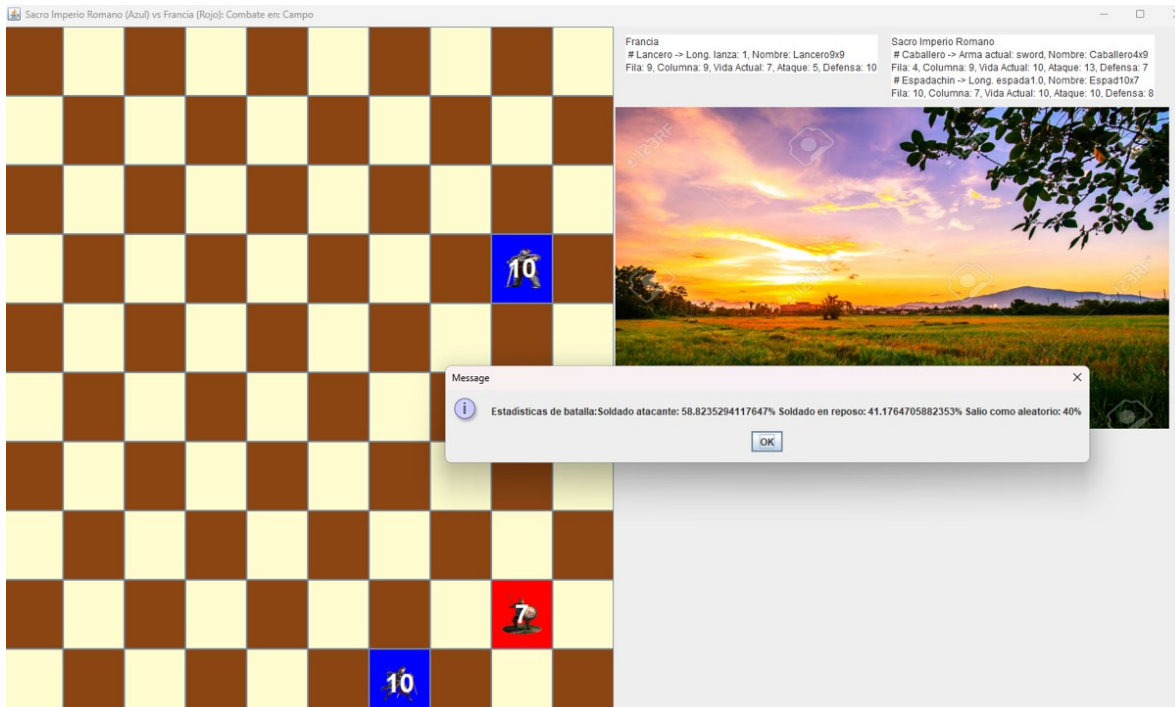 Sacro Imperio Romano (Azul) vs Francia (Rojo): Combate en: Campo
Francia
# Lancero -> Long. lanza: 1, Nombre: Lancero9x9
Fila: 9, Columna: 9, Vida Actual: 7, Ataque: 5, Defensa: 10
Sacro Imperio Romano
# Caballero -> Arma actual: sword, Nombre: Caballero4x9
Fila: 4, Columna: 9, Vida Actual: 10, Ataque: 13, Defensa: 7
# Espadachin -> Long. espada1.0, Nombre: Espad10x7
Fila: 10, Columna: 7, Vida Actual: 10, Ataque: 10, Defensa: 8
123RF
123RF
10
Message
Estadísticas de batalla:Soldado atacante: 58.8235294117647% Soldado en reposo: 41.1764705882353% Salio como aleatorio: 40%
OK
7
10